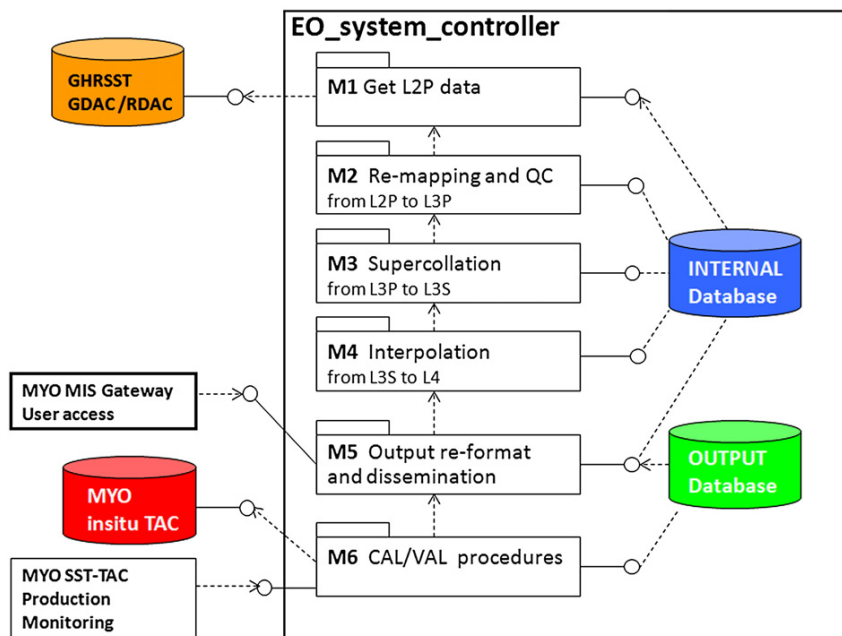 EO_system_controller
GHRSST
GDAC/RDAC
M1 Get L2P data
M2 Re-mapping and QC
from L2P to L3P
M3 Supercollation
from L3P to L3S
INTERNAL
Database
M4 Interpolation
from L3S to L4
MYO MIS Gateway
User access
M5 Output re-format
and dissemination
OUTPUT
Database
MYO
insitu TAC
M6 CAL/VAL procedures
MYO SST-TAC
Production
Monitoring